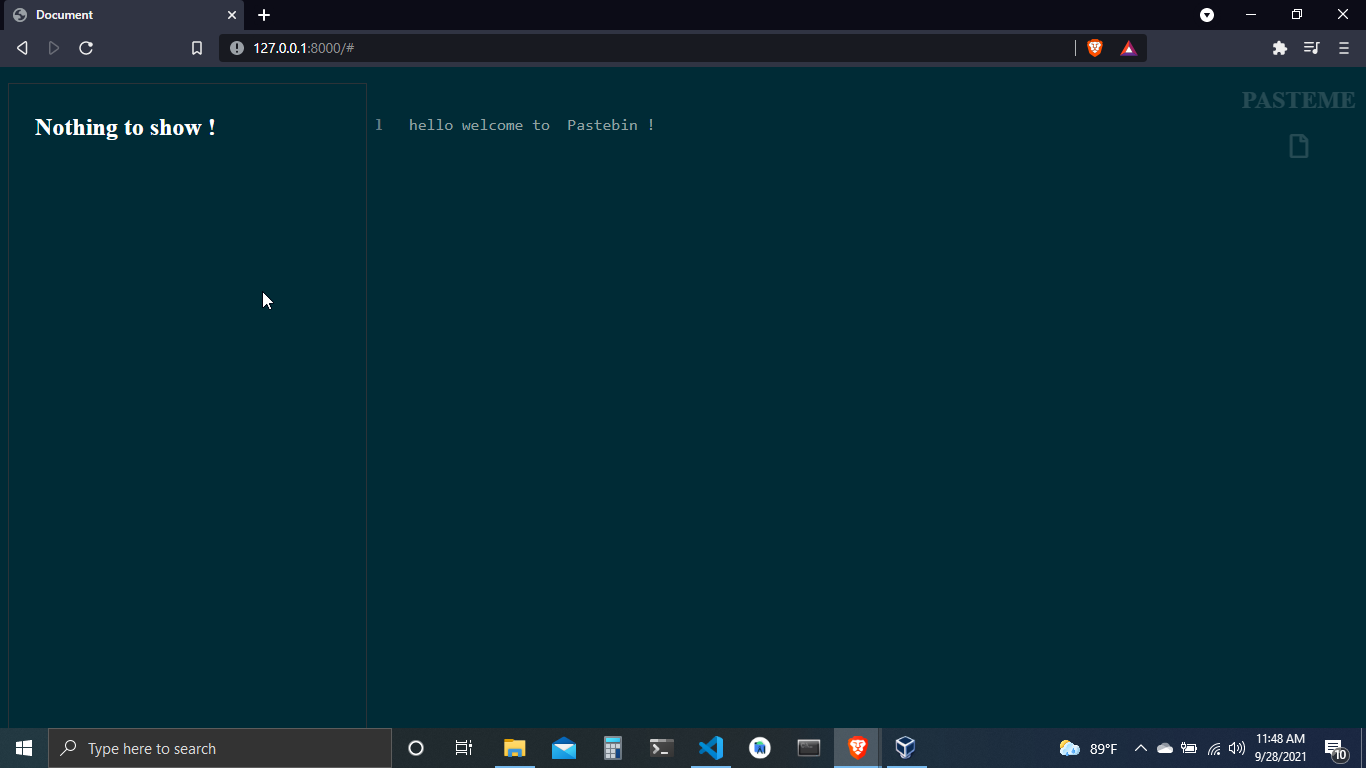 Document
127.0.0.1:8000/#
PASTEME
Nothing to show !
1 hello welcome to  Pastebin !
Type here to search
89°F
11:48 AM
9/28/2021
10